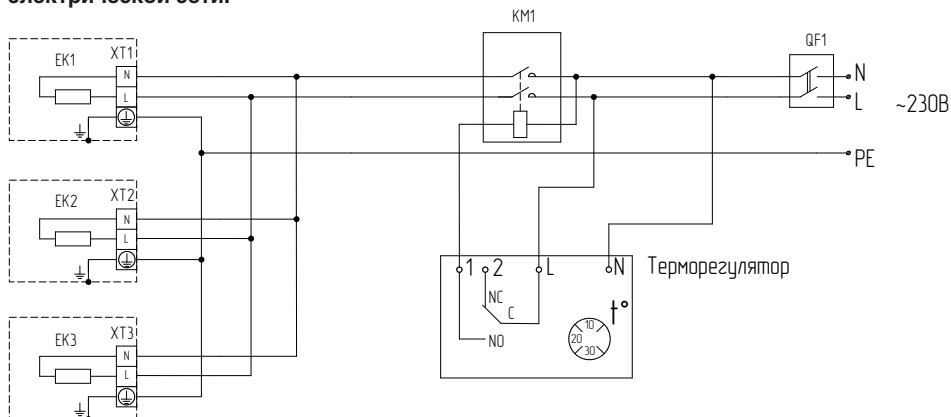 электрической сети.
KM1
QF1
EK1
XT1
N
L
N
L
~230В
PE
EK2
XT2
N
L
1
2
L
N
Терморегулятор
NC
C
NO
t°
10
20
30
EK3
XT3
N
L